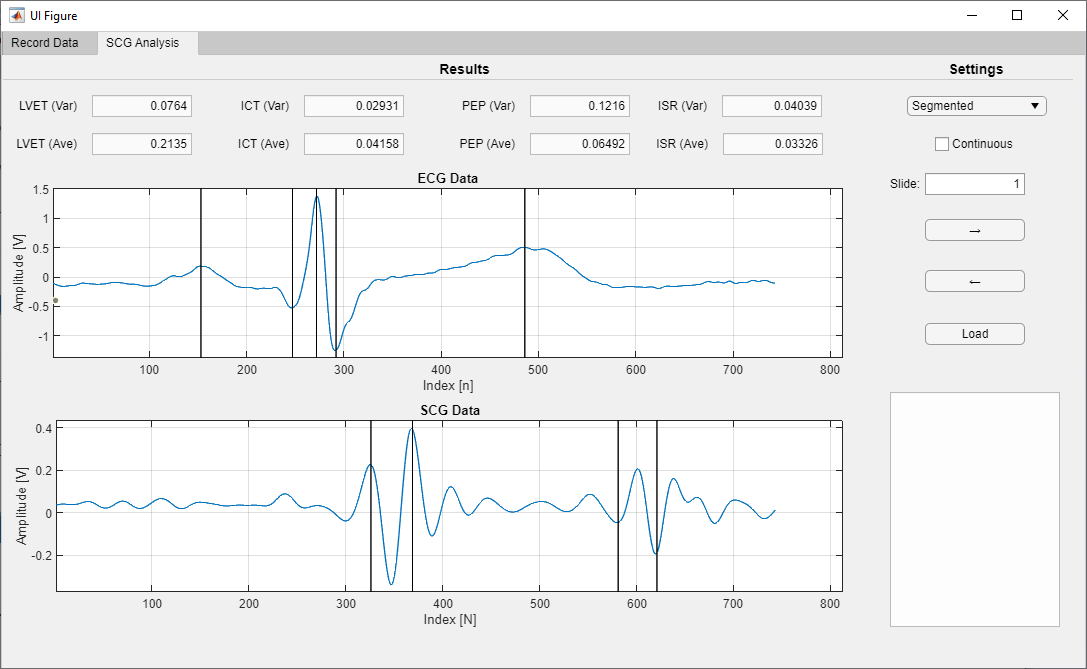 UI Figure
Record Data SCG Analysis
Results Settings
LVET (Var) 0.0764 ICT (Var) 0.02931 PEP (Var) 0.1216 ISR (Var) 0.04039 Segmented
LVET (Ave) 0.2135 ICT (Ave) 0.04158 PEP (Ave) 0.06492 ISR (Ave) 0.03326 Continuous
ECG Data
Slide: 1
1.5
1
0.5
0
-0.5
-1
Amplitude [V]
100 200 300 400 500 600 700 800
Index [n]
→
←
Load
SCG Data
0.4
0.2
0
-0.2
Amplitude [V]
100 200 300 400 500 600 700 800
Index [N]